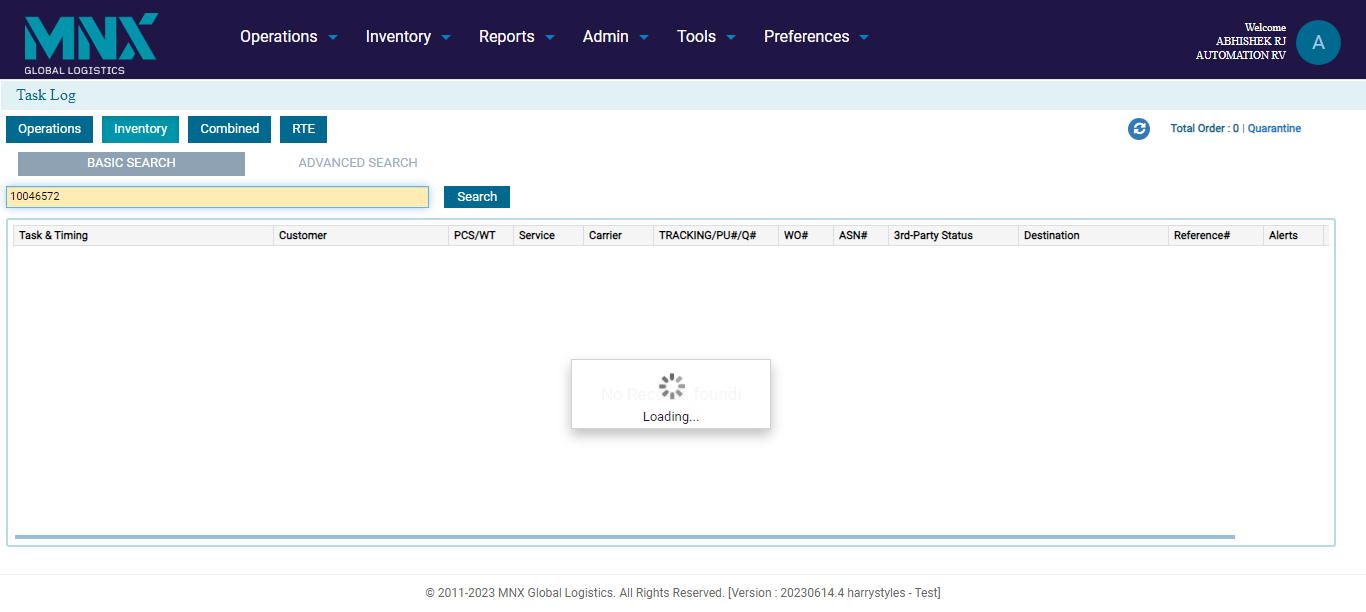 MNX
GLOBAL LOGISTICS
Operations Inventory Reports Admin Tools Preferences
Welcome
ABHISHEK RJ
AUTOMATION RV
A
Task Log
Operations Inventory Combined RTE
Total Order : 0 | Quarantine
BASIC SEARCH ADVANCED SEARCH
10046572 Search
Task & Timing Customer PCS/WT Service Carrier TRACKING/PU#/Q# WO# ASN# 3rd-Party Status Destination Reference# Alerts
No Rec found!
Loading...
© 2011-2023 MNX Global Logistics. All Rights Reserved. [Version : 20230614.4 harrystyles - Test]